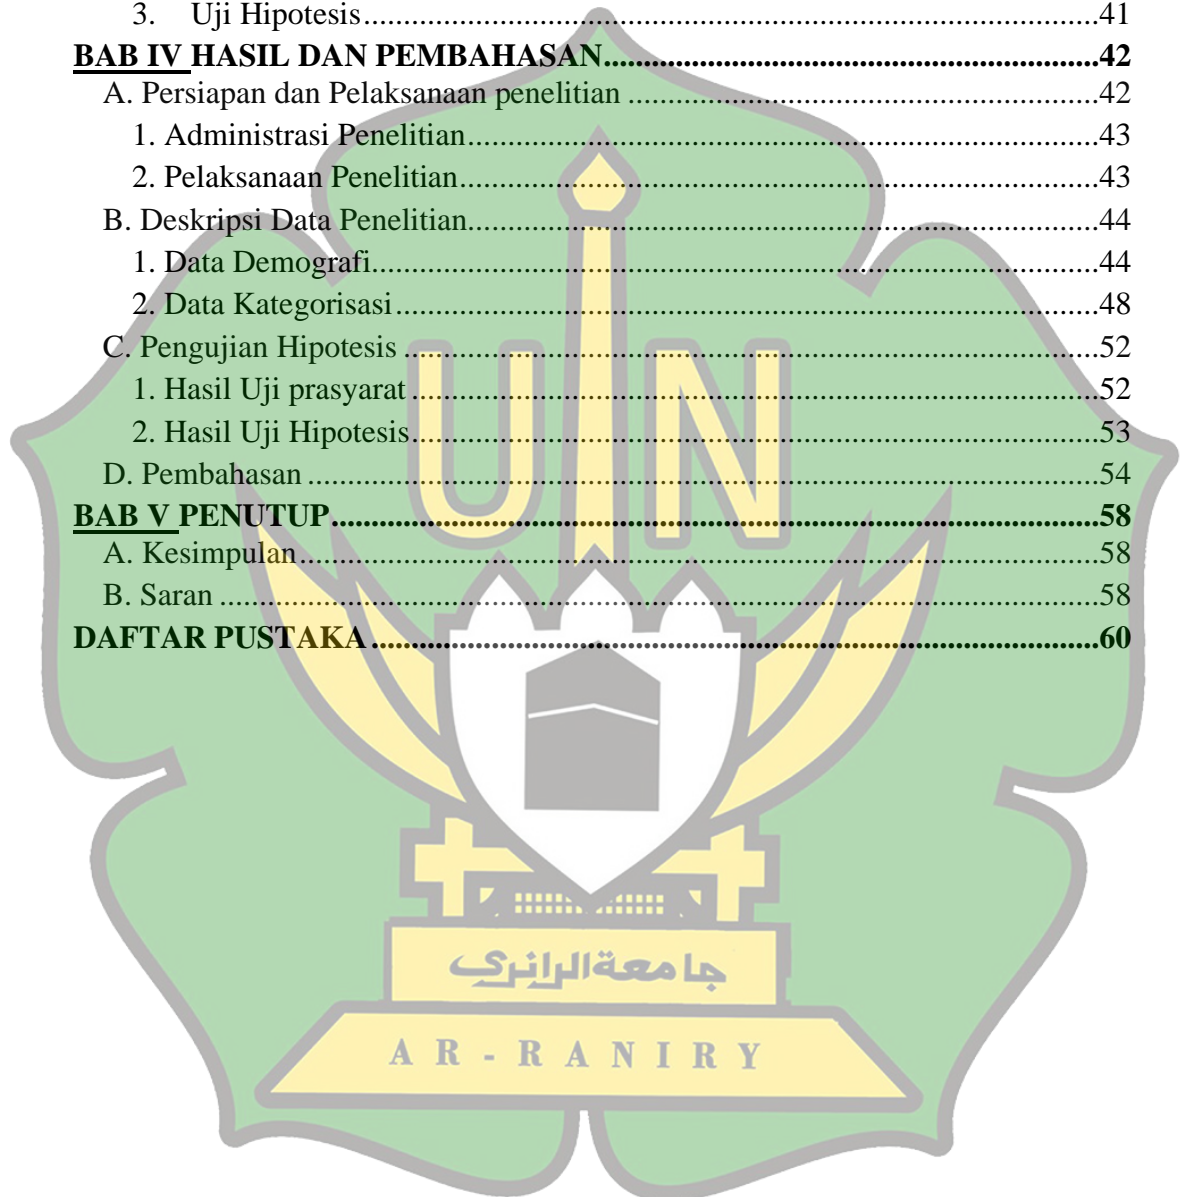 3. Uji Hipotesis...........................................................................................41
BAB IV HASIL DAN PEMBAHASAN.............................................................42
A. Persiapan dan Pelaksanaan penelitian ..........................................................42
1. Administrasi Penelitian..............................................................................43
2. Pelaksanaan Penelitian...............................................................................43
B. Deskripsi Data Penelitian..............................................................................44
1. Data Demografi..........................................................................................44
2. Data Kategorisasi.......................................................................................48
C. Pengujian Hipotesis ......................................................................................52
1. Hasil Uji prasyarat.....................................................................................52
2. Hasil Uji Hipotesis.....................................................................................53
D. Pembahasan ..................................................................................................54
BAB V PENUTUP..............................................................................................58
A. Kesimpulan...................................................................................................58
B. Saran .............................................................................................................58
DAFTAR PUSTAKA .........................................................................................60
UIN
جامعة الرانري
AR-RANIRY